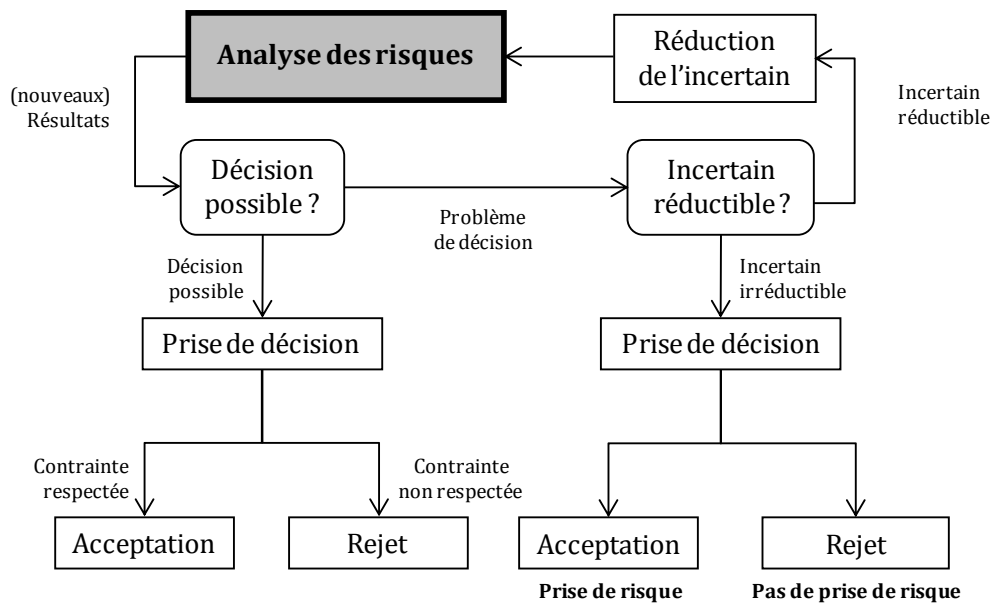 Analyse des risques
Réduction
de l'incertain
(nouveaux)
Résultats
Incertain
réductible
Décision
possible ?
Incertain
réductible ?
Problème
de décision
Décision
possible
Incertain
irréductible
Prise de décision
Prise de décision
Contrainte
respectée
Contrainte
non respectée
Acceptation
Rejet
Acceptation
Rejet
Prise de risque
Pas de prise de risque